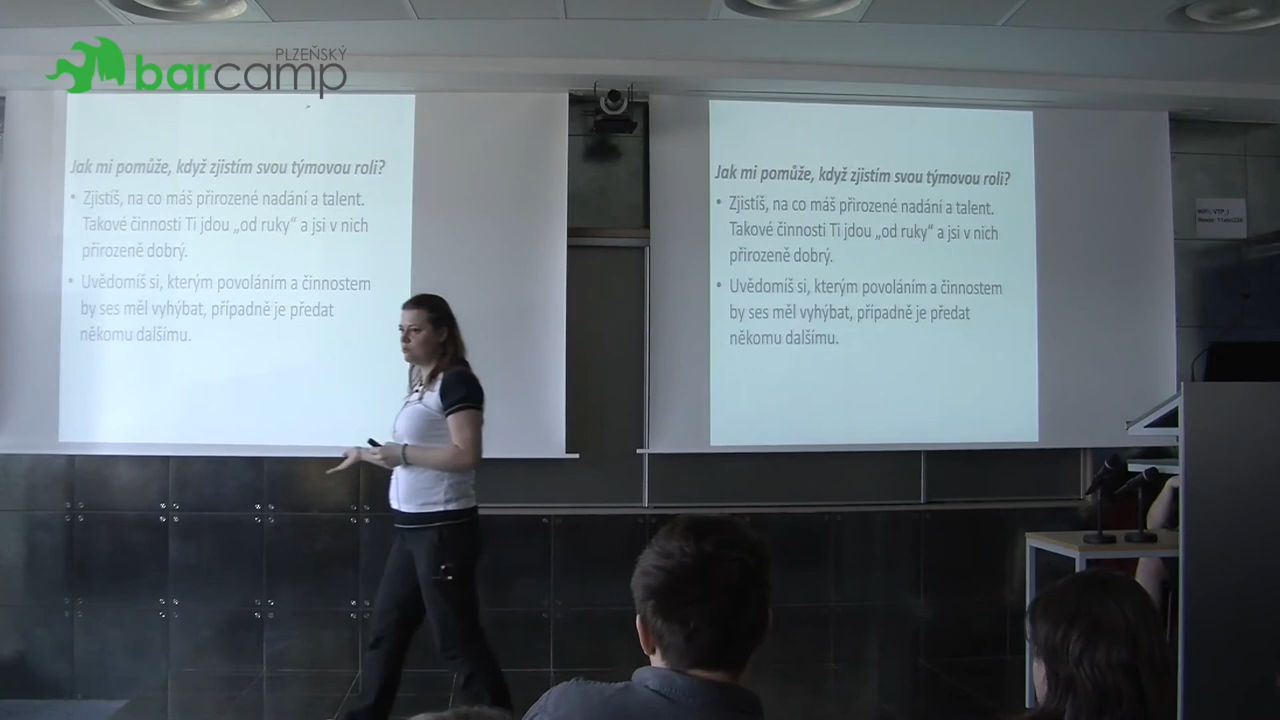 PLZEŇSKÝ
barcamp
Jak mi pomůže, když zjistím svou týmovou roli?
• Zjistíš, na co máš přirozené nadání a talent.
Takové činnosti Ti jdou „od ruky“ a jsi v nich
přirozeně dobrý.
• Uvědomíš si, kterým povoláním a činnostem
by ses měl vyhýbat, případně je předat
někomu dalšímu.
Jak mi pomůže, když zjistím svou týmovou roli?
• Zjistíš, na co máš přirozené nadání a talent.
Takové činnosti Ti jdou „od ruky“ a jsi v nich
přirozeně dobrý.
• Uvědomíš si, kterým povoláním a činnostem
by ses měl vyhýbat, případně je předat
někomu dalšímu.